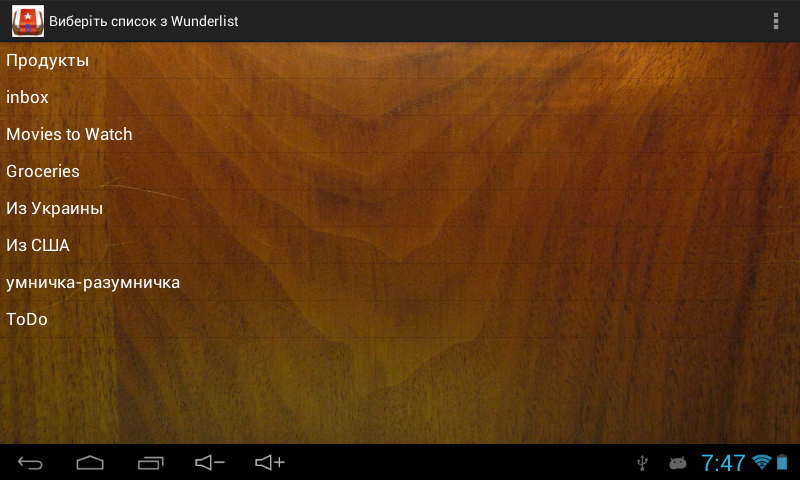 Виберіть список з Wunderlist
Продукты
inbox
Movies to Watch
Groceries
Из Украины
Из США
умничка-разумничка
ToDo
7:47